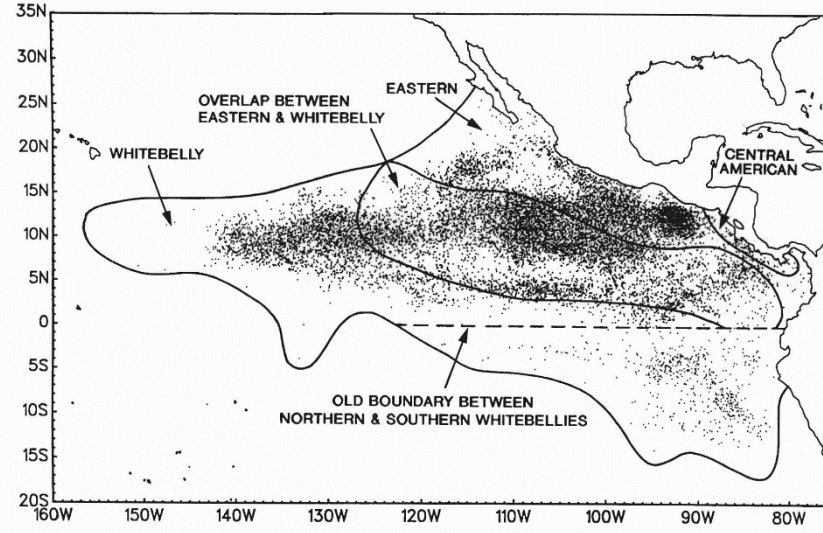 35N
30N
25N
20N
15N
10N
5N
0
5S
10S
15S
20S
160W 150W 140W 130W 120W 110W 100W 90W 80W
EASTERN
OVERLAP BETWEEN
EASTERN & WHITEBELLY
WHITEBELLY
CENTRAL
AMERICAN
OLD BOUNDARY BETWEEN
NORTHERN & SOUTHERN WHITEBELLIES